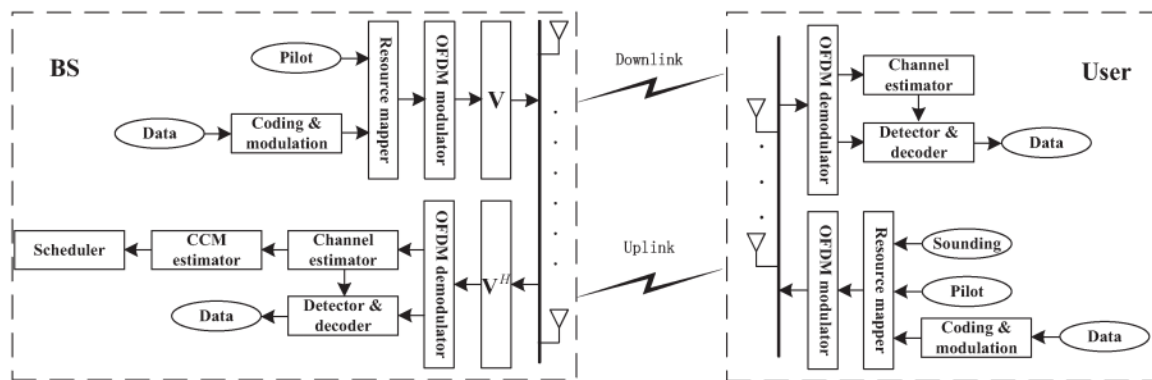 BS
Pilot
Data
Coding &
modulation
Resource mapper
OFDM modulator
V
Downlink
OFDM demodulator
Channel
estimator
Detector &
decoder
Data
User
Scheduler
CCM
estimator
Channel
estimator
Detector &
decoder
Data
OFDM demodulator
V^H
Uplink
OFDM modulator
Resource mapper
Sounding
Pilot
Coding &
modulation
Data